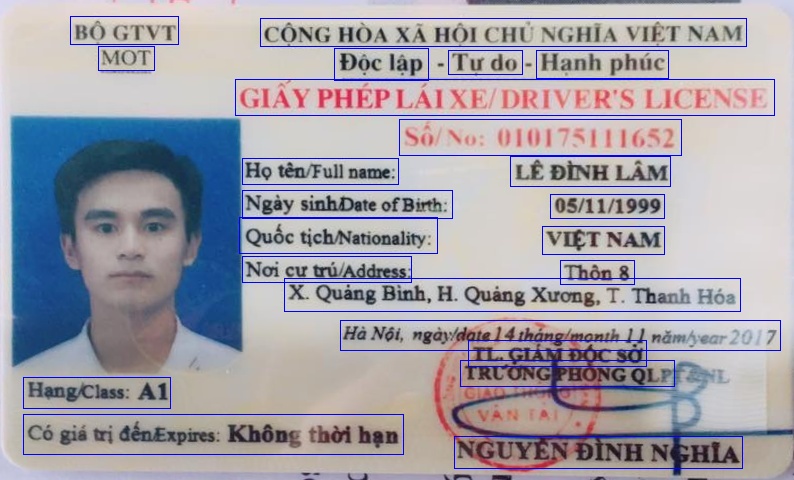 BỘ GTVT
MOT
CỘNG HÒA XÃ HỘI CHỦ NGHĨA VIỆT NAM
Độc lập - Tự do - Hạnh phúc
GIẤY PHÉP LÁI XE/ DRIVER'S LICENSE
Số/No: 010175111652
Họ tên/Full name: LÊ ĐÌNH LÂM
Ngày sinh/Date of Birth: 05/11/1999
Quốc tịch/Nationality: VIỆT NAM
Nơi cư trú/Address: Thôn 8
X. Quảng Bình, H. Quảng Xương, T. Thanh Hóa
Hà Nội, ngày/date 14 tháng/month 11 năm/year 2017
TL. GIÁM ĐỐC SỞ
TRƯỞNG PHÒNG QLPT&NL
GIAO THÔNG
VẬN TẢI
Hạng/Class: A1
Có giá trị đến/Expires: Không thời hạn
NGUYỄN ĐÌNH NGHĨA